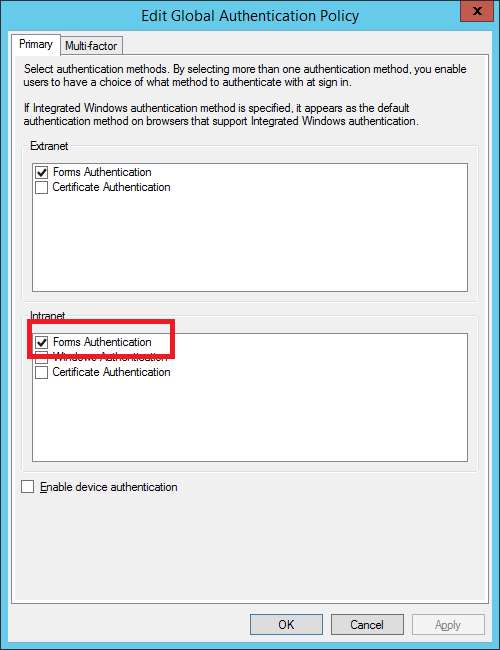 Edit Global Authentication Policy
x
Primary
Multi-factor
Select authentication methods. By selecting more than one authentication method, you enable
users to have a choice of what method to authenticate with at sign in.
If Integrated Windows authentication method is specified, it appears as the default
authentication method on browsers that support Integrated Windows authentication.
Extranet
Forms Authentication
Certificate Authentication
Intranet
Forms Authentication
Windows Authentication
Certificate Authentication
Enable device authentication
OK
Cancel
Apply